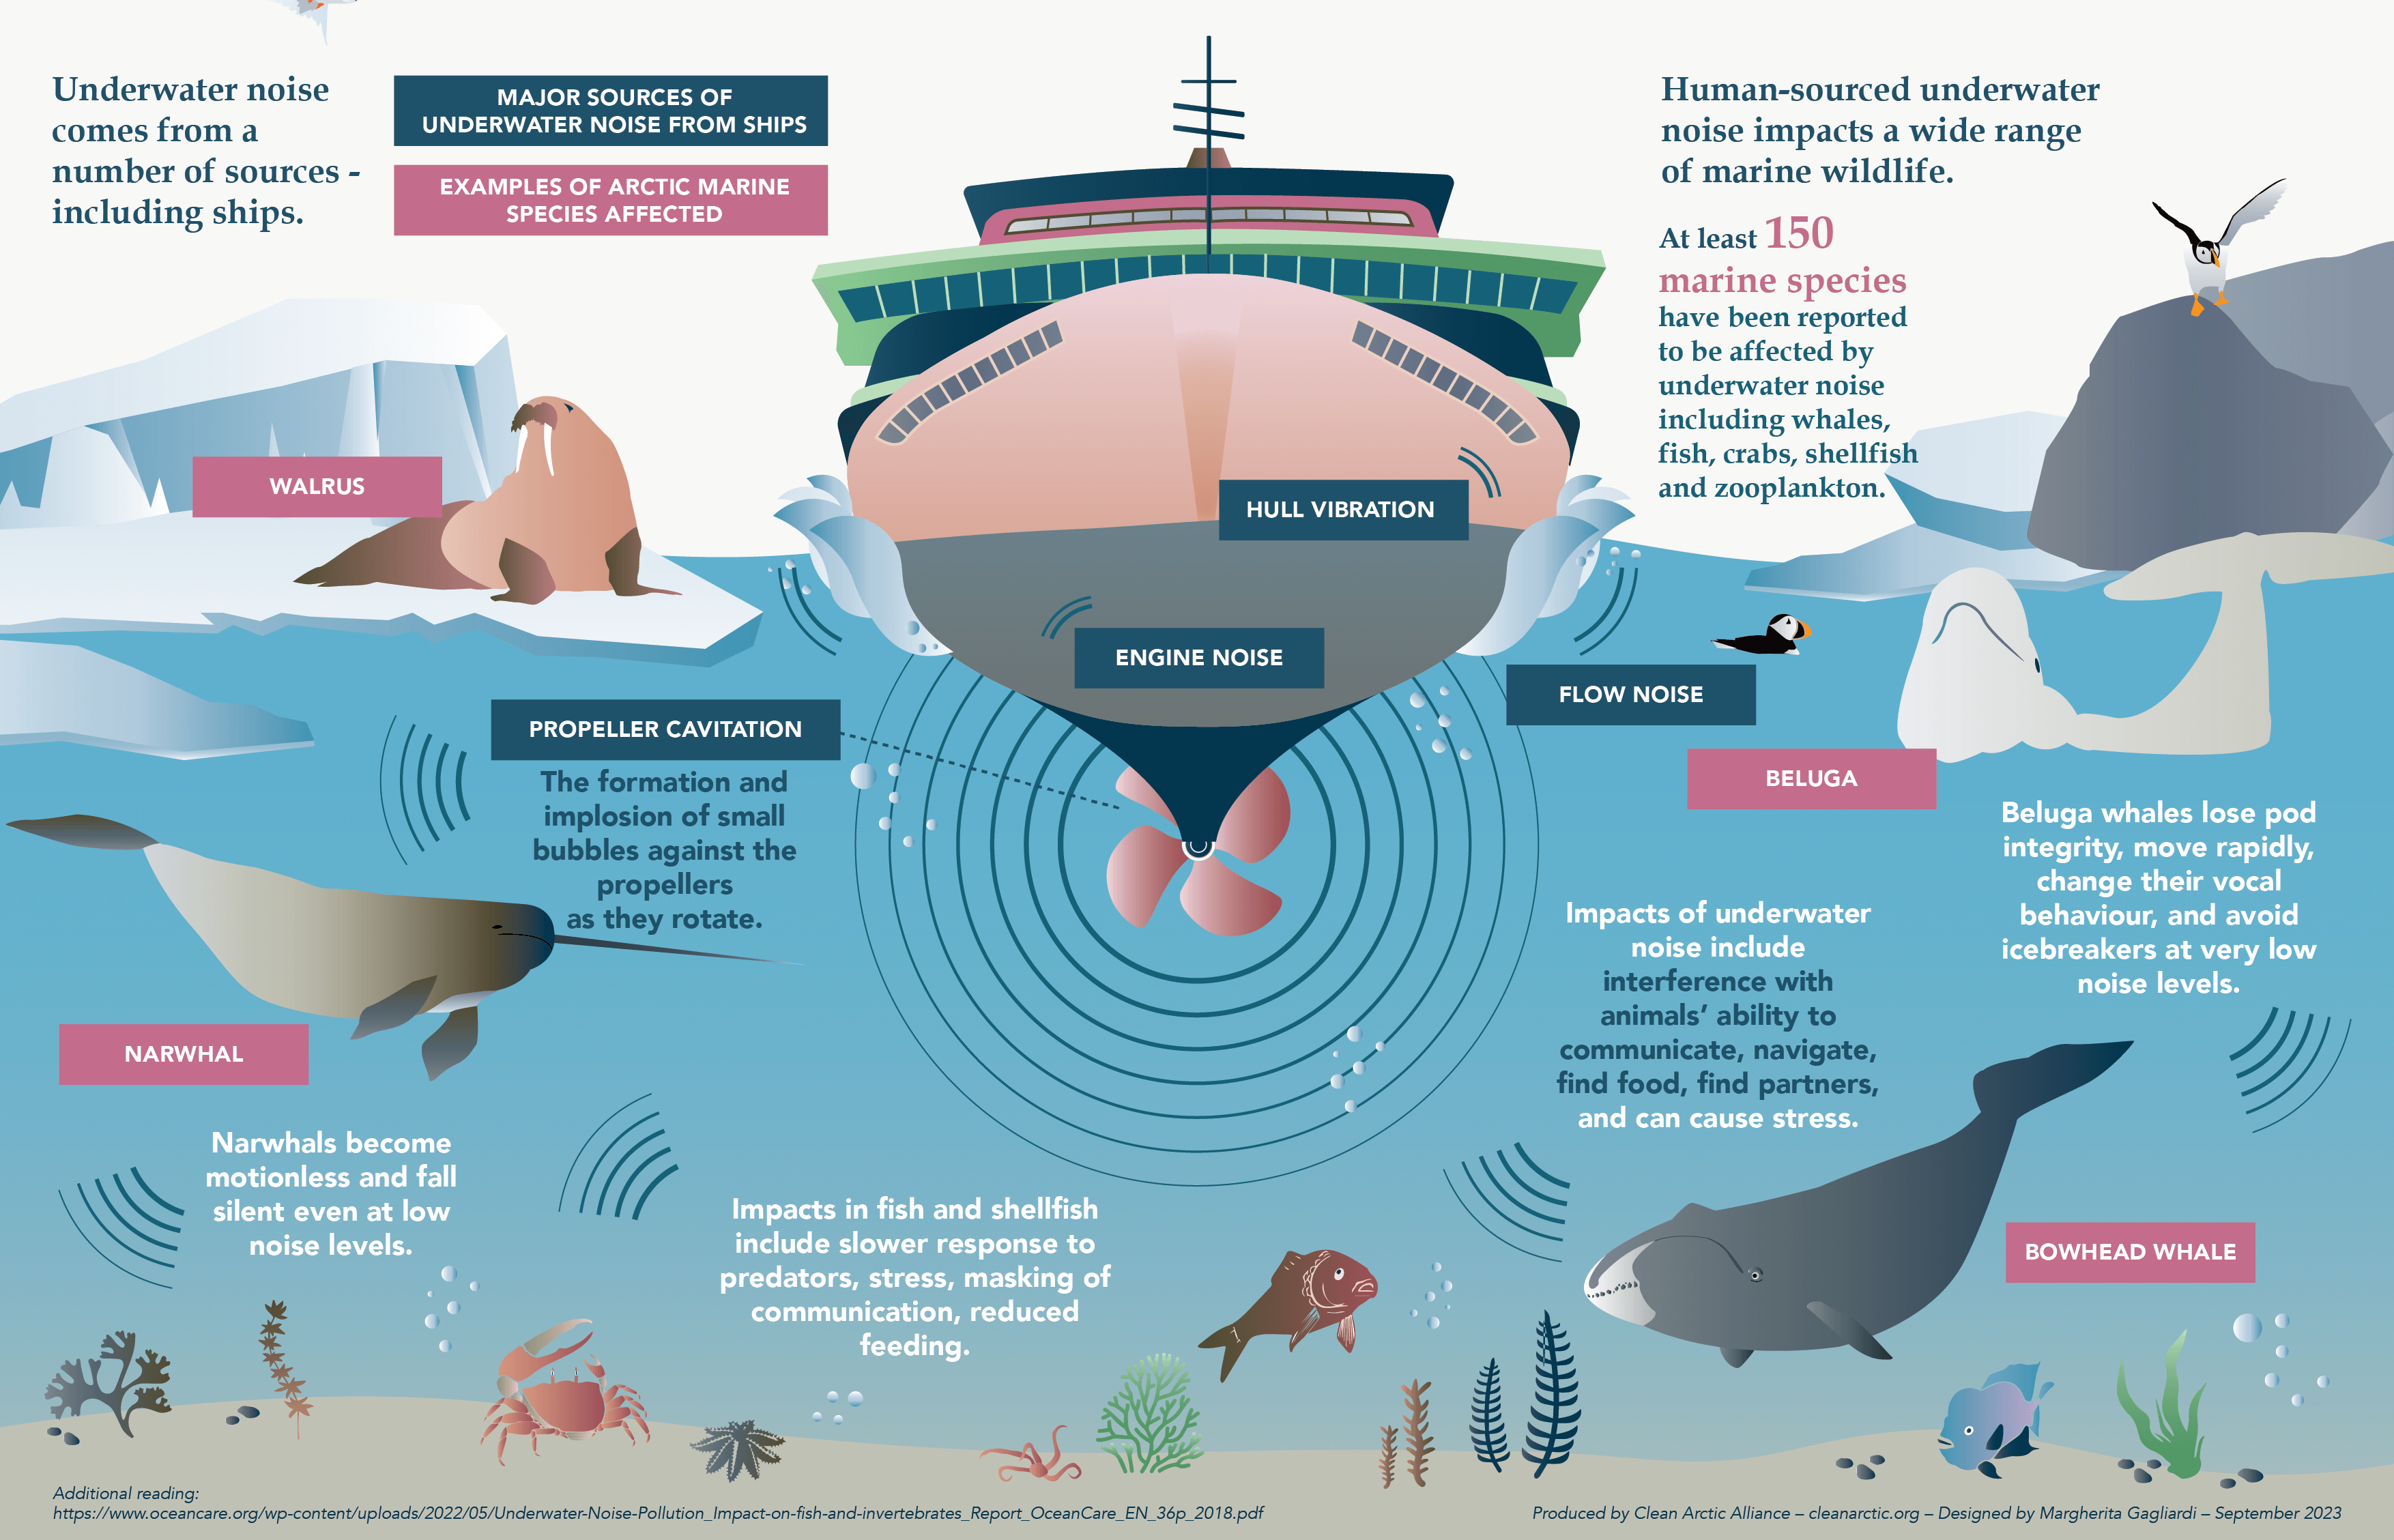 Underwater noise
comes from a
number of sources -
including ships.
MAJOR SOURCES OF
UNDERWATER NOISE FROM SHIPS
EXAMPLES OF ARCTIC MARINE
SPECIES AFFECTED
Human-sourced underwater
noise impacts a wide range
of marine wildlife.
At least 150
marine species
have been reported
to be affected by
underwater noise
including whales,
fish, crabs, shellfish
and zooplankton.
WALRUS
HULL VIBRATION
ENGINE NOISE
FLOW NOISE
PROPELLER CAVITATION
The formation and
implosion of small
bubbles against the
propellers
as they rotate.
BELUGA
Beluga whales lose pod
integrity, move rapidly,
change their vocal
behaviour, and avoid
icebreakers at very low
noise levels.
Impacts of underwater
noise include
interference with
animals’ ability to
communicate, navigate,
find food, find partners,
and can cause stress.
NARWHAL
Narwhals become
motionless and fall
silent even at low
noise levels.
Impacts in fish and shellfish
include slower response to
predators, stress, masking of
communication, reduced
feeding.
BOWHEAD WHALE
Additional reading:
https://www.oceancare.org/wp-content/uploads/2022/05/Underwater-Noise-Pollution_Impact-on-fish-and-invertebrates_Report_OceanCare_EN_36p_2018.pdf
Produced by Clean Arctic Alliance – cleanarctic.org – Designed by Margherita Gagliardi – September 2023